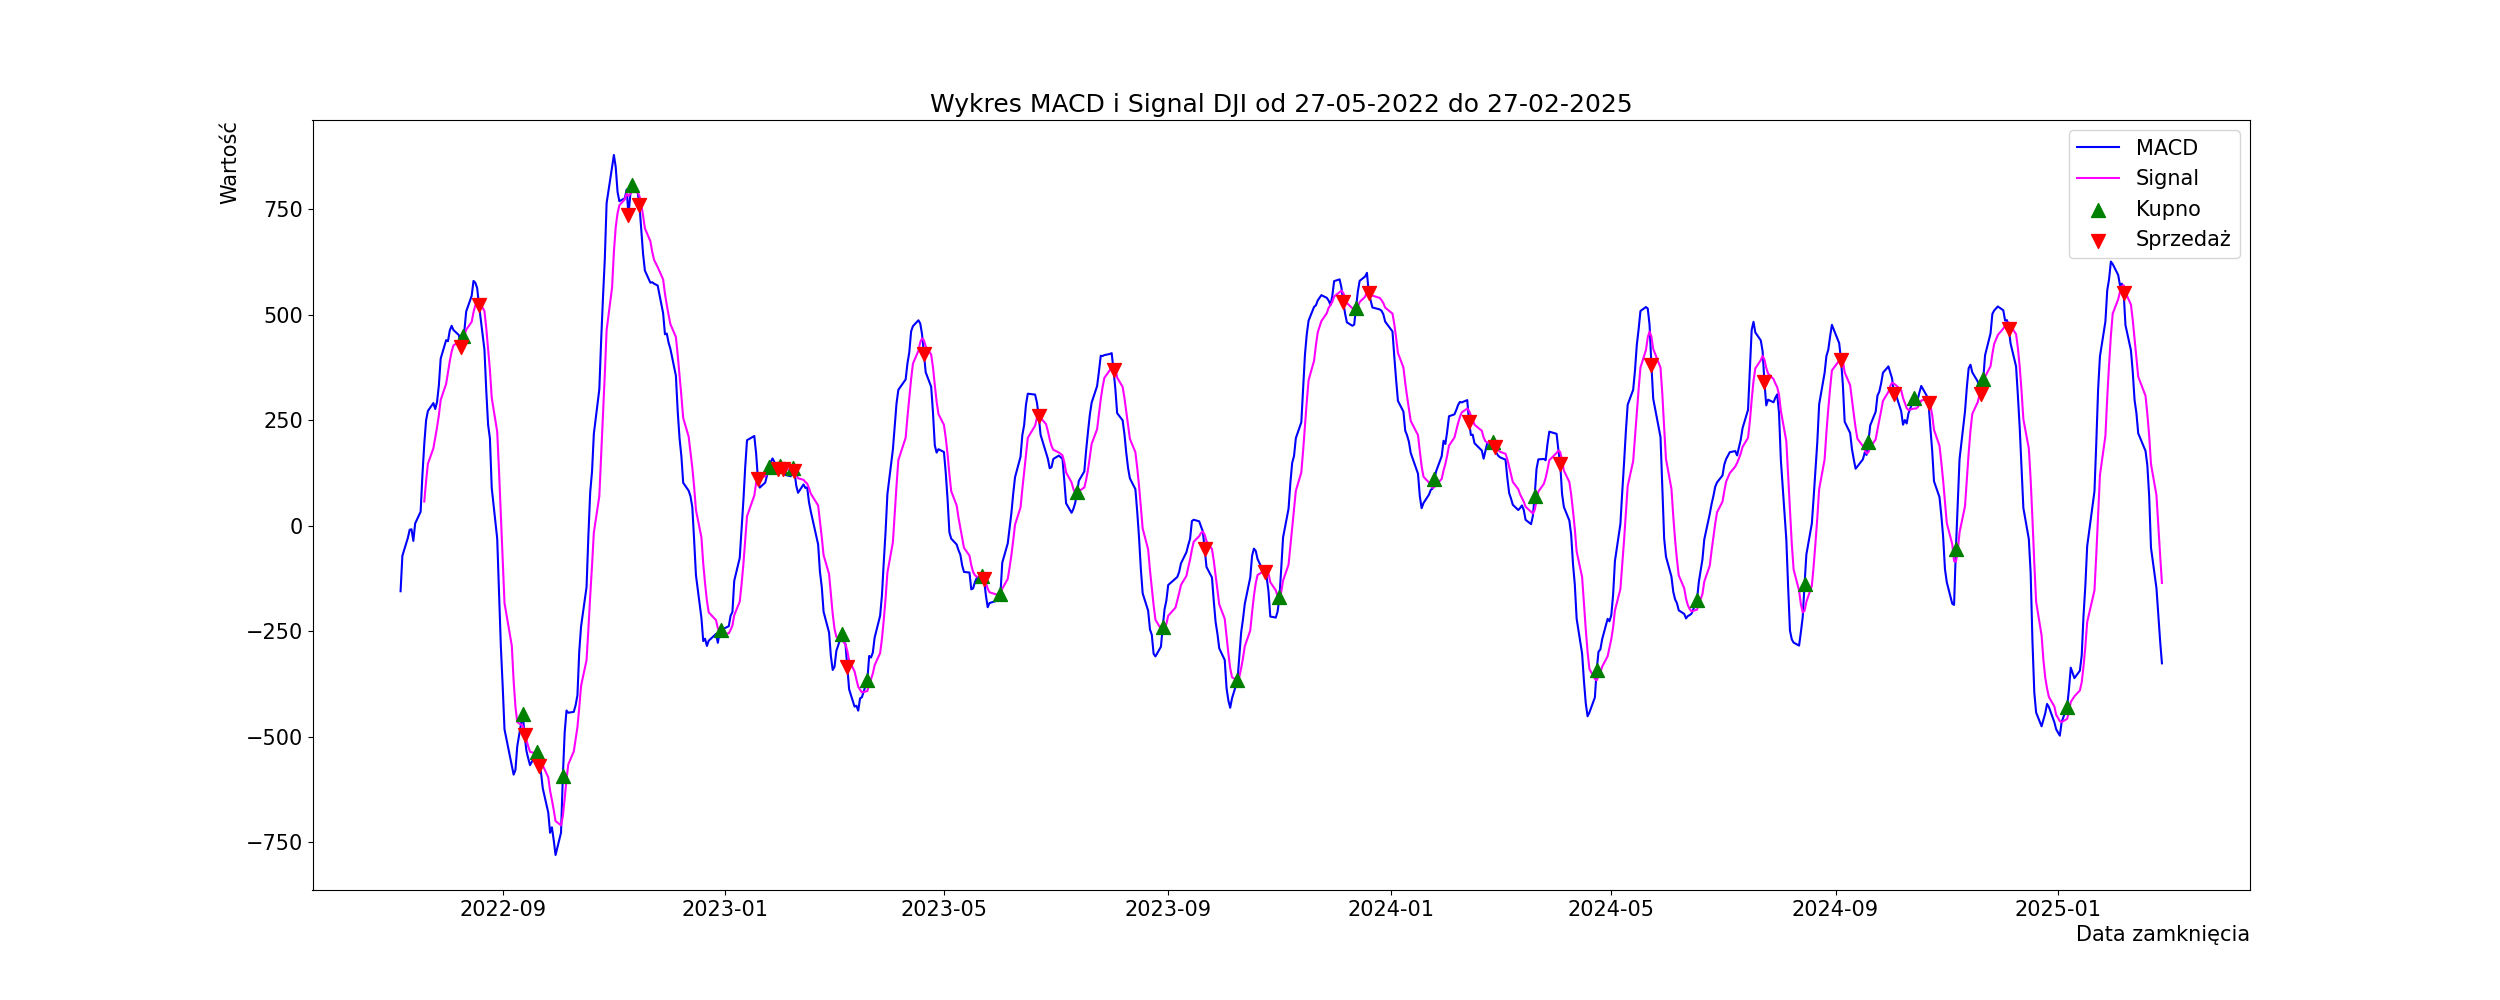 Wykres MACD i Signal DJI od 27-05-2022 do 27-02-2025
Wartość
MACD
Signal
Kupno
Sprzedaż
750
500
250
0
−250
−500
−750
2022-09
2023-01
2023-05
2023-09
2024-01
2024-05
2024-09
2025-01
Data zamknięcia